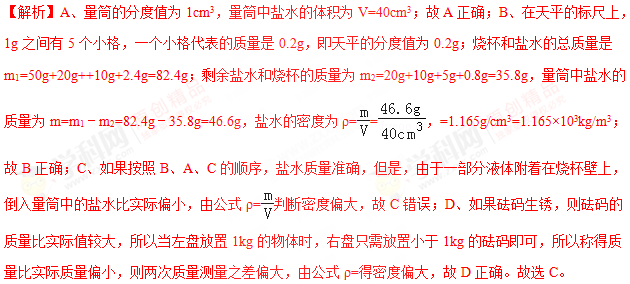 【解析】A、量筒的分度值为 1cm³，量筒中盐水的体积为 V=40cm³；故 A 正确；B、在天平的标尺上，
1g 之间有 5 个小格，一个小格代表的质量是 0.2g，即天平的分度值为 0.2g；烧杯和盐水的总质量是
m₁=50g+20g++10g+2.4g=82.4g；剩余盐水和烧杯的质量为 m₂=20g+10g+5g+0.8g=35.8g，量筒中盐水的
质量为 m=m₁－m₂=82.4g－35.8g=46.6g，盐水的密度为 ρ=m/V=46.6g/40cm³，=1.165g/cm³=1.165×10³kg/m³；
故 B 正确；C、如果按照 B、A、C 的顺序，盐水质量准确，但是，由于一部分液体附着在烧杯壁上，
倒入量筒中的盐水比实际偏小，由公式 ρ=m/V判断密度偏大，故 C 错误；D、如果砝码生锈，则砝码的
质量比实际值较大，所以当左盘放置 1kg 的物体时，右盘只需放置小于 1kg 的砝码即可，所以称得质
量比实际质量偏小，则两次质量测量之差偏大，由公式 ρ=得密度偏大，故 D 正确。故选 C。